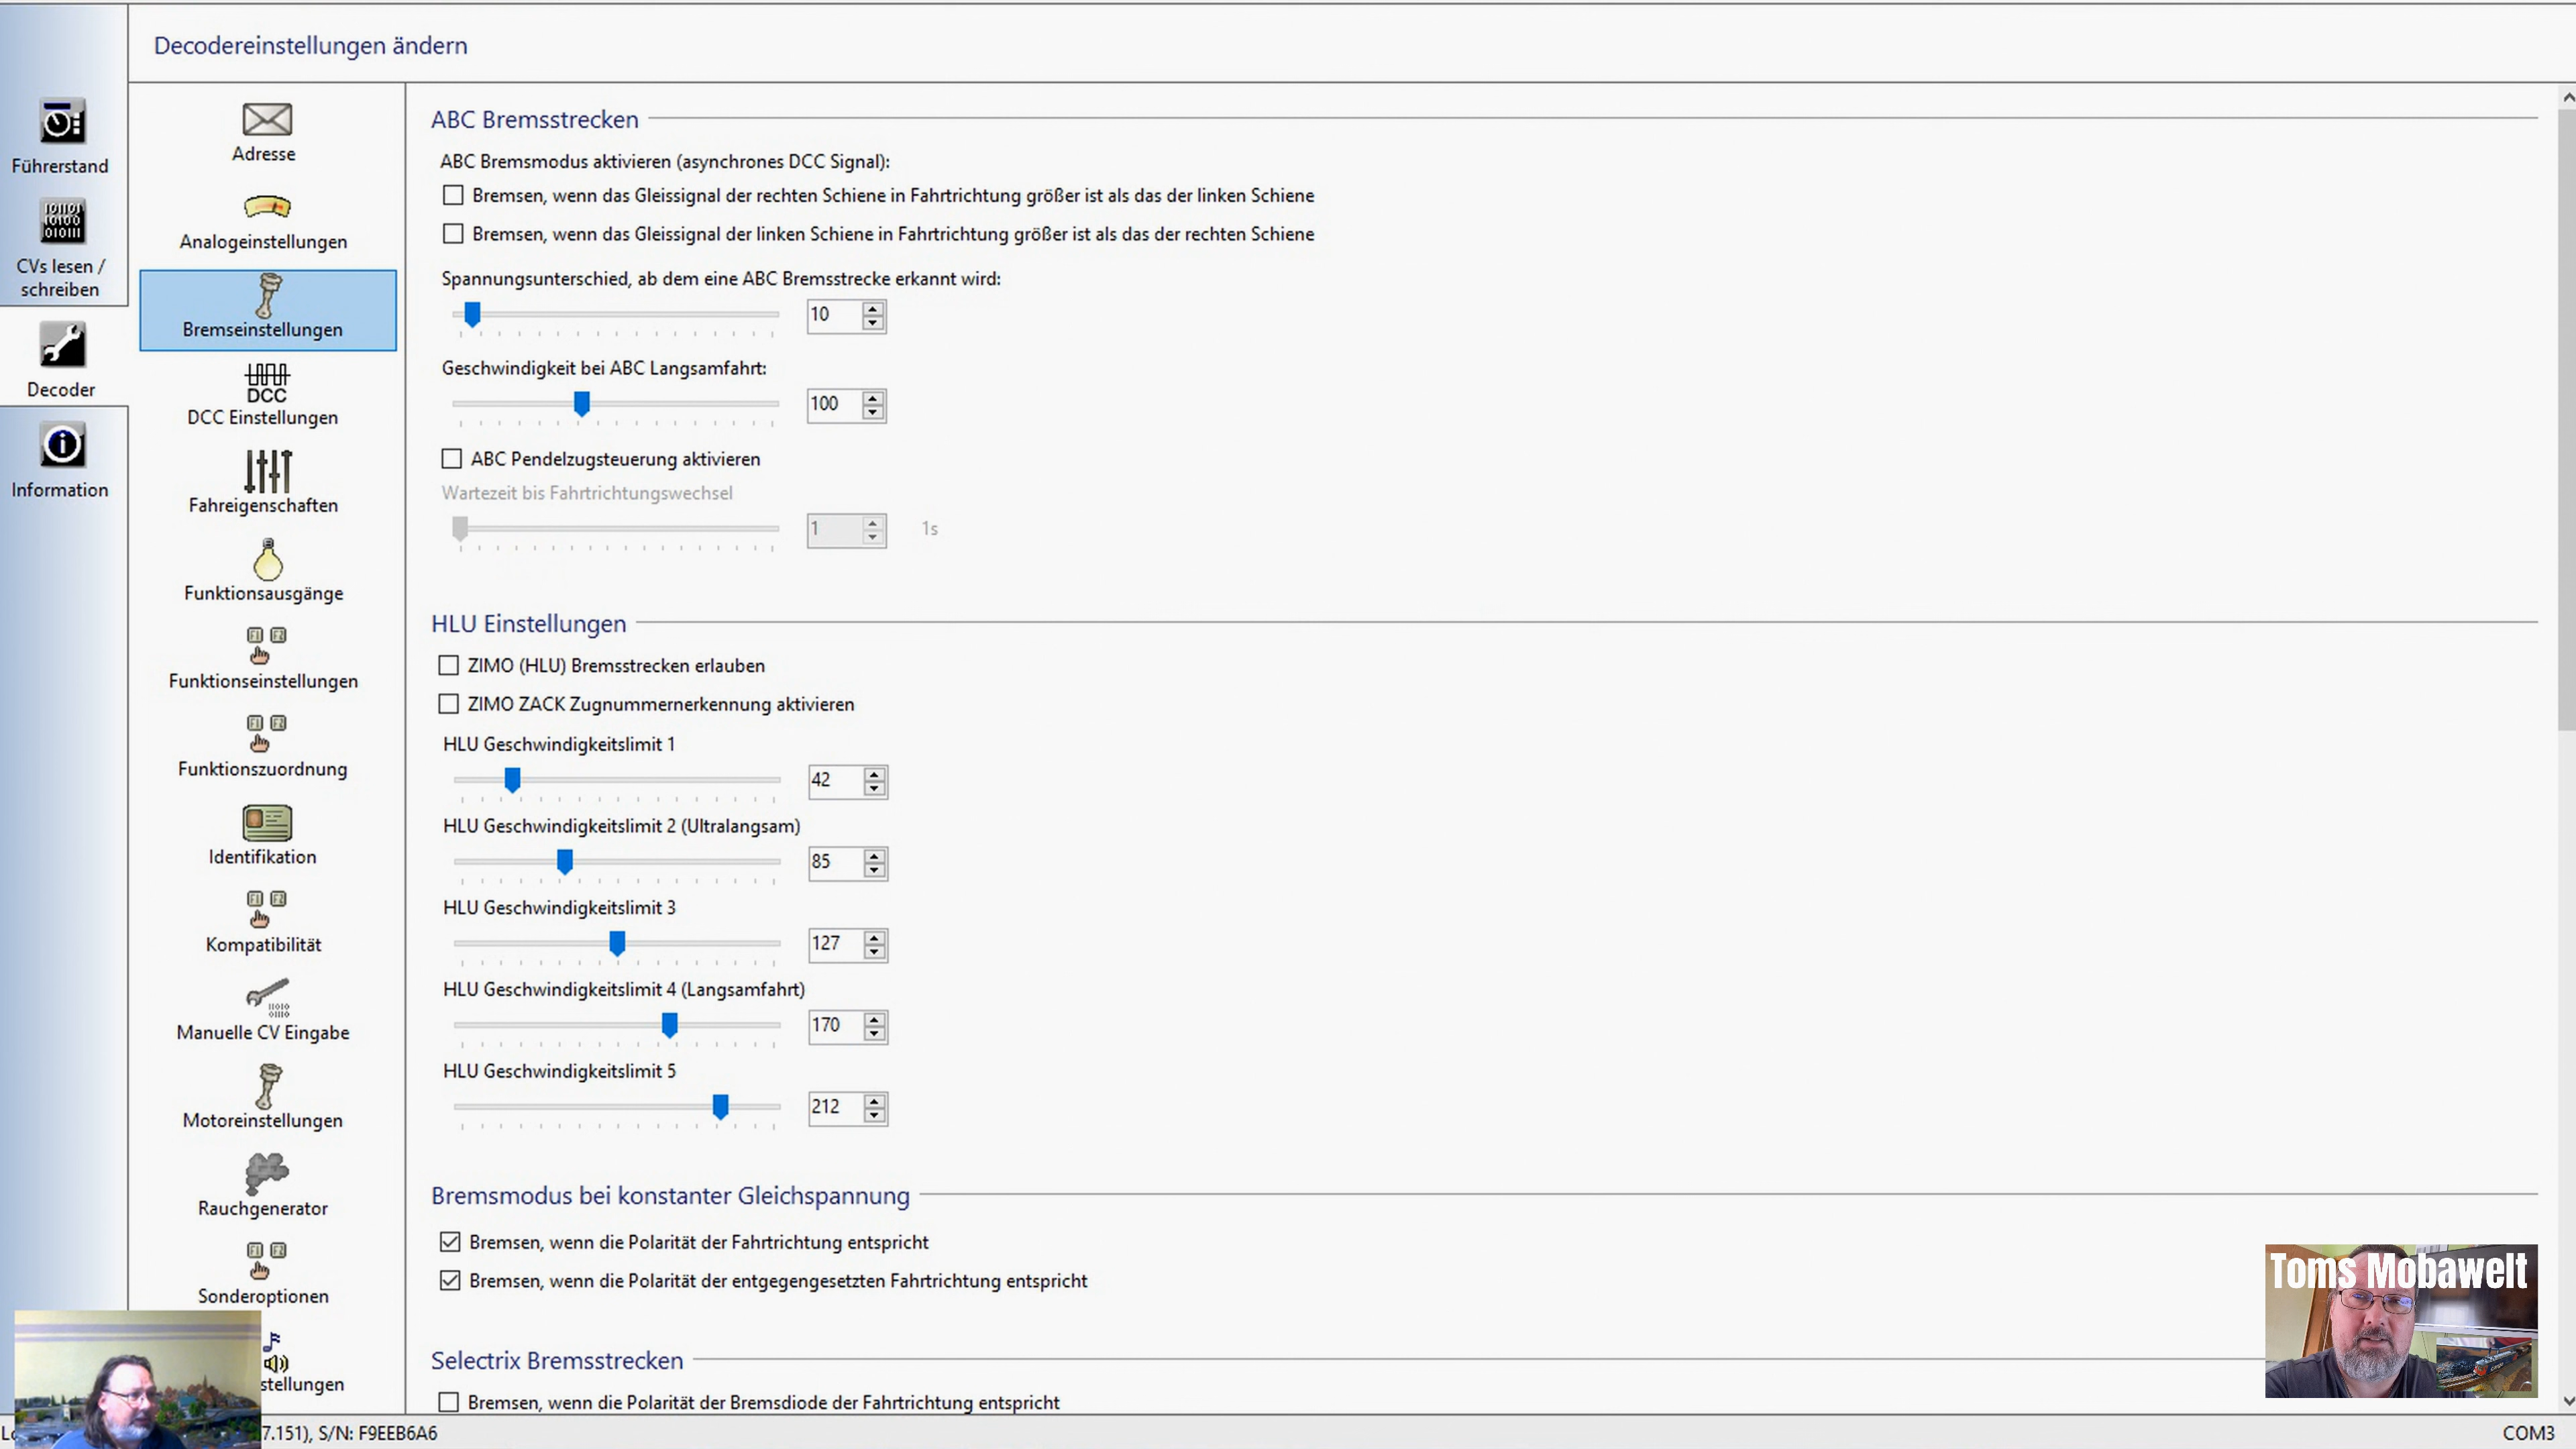 Decodereinstellungen ändern
Führerstand
CVs lesen /
schreiben
Decoder
Information
Adresse
Analogeinstellungen
Bremseinstellungen
DCC
DCC Einstellungen
Fahreigenschaften
Funktionsausgänge
F1 F2
Funktionseinstellungen
F1 F2
Funktionszuordnung
Identifikation
F1 F2
Kompatibilität
Manuelle CV Eingabe
Motoreinstellungen
Rauchgenerator
F1 F2
Sonderoptionen
stellungen
ABC Bremsstrecken
ABC Bremsmodus aktivieren (asynchrones DCC Signal):
Bremsen, wenn das Gleissignal der rechten Schiene in Fahrtrichtung größer ist als das der linken Schiene
Bremsen, wenn das Gleissignal der linken Schiene in Fahrtrichtung größer ist als das der rechten Schiene
Spannungsunterschied, ab dem eine ABC Bremsstrecke erkannt wird:
10
Geschwindigkeit bei ABC Langsamfahrt:
100
ABC Pendelzugsteuerung aktivieren
Wartezeit bis Fahrtrichtungswechsel
1 1s
HLU Einstellungen
ZIMO (HLU) Bremsstrecken erlauben
ZIMO ZACK Zugnummernerkennung aktivieren
HLU Geschwindigkeitslimit 1
42
HLU Geschwindigkeitslimit 2 (Ultralangsam)
85
HLU Geschwindigkeitslimit 3
127
HLU Geschwindigkeitslimit 4 (Langsamfahrt)
170
HLU Geschwindigkeitslimit 5
212
Bremsmodus bei konstanter Gleichspannung
Bremsen, wenn die Polarität der Fahrtrichtung entspricht
Bremsen, wenn die Polarität der entgegengesetzten Fahrtrichtung entspricht
Selectrix Bremsstrecken
Bremsen, wenn die Polarität der Bremsdiode der Fahrtrichtung entspricht
Toms Mobawelt
7.151), S/N: F9EEB6A6
COM3